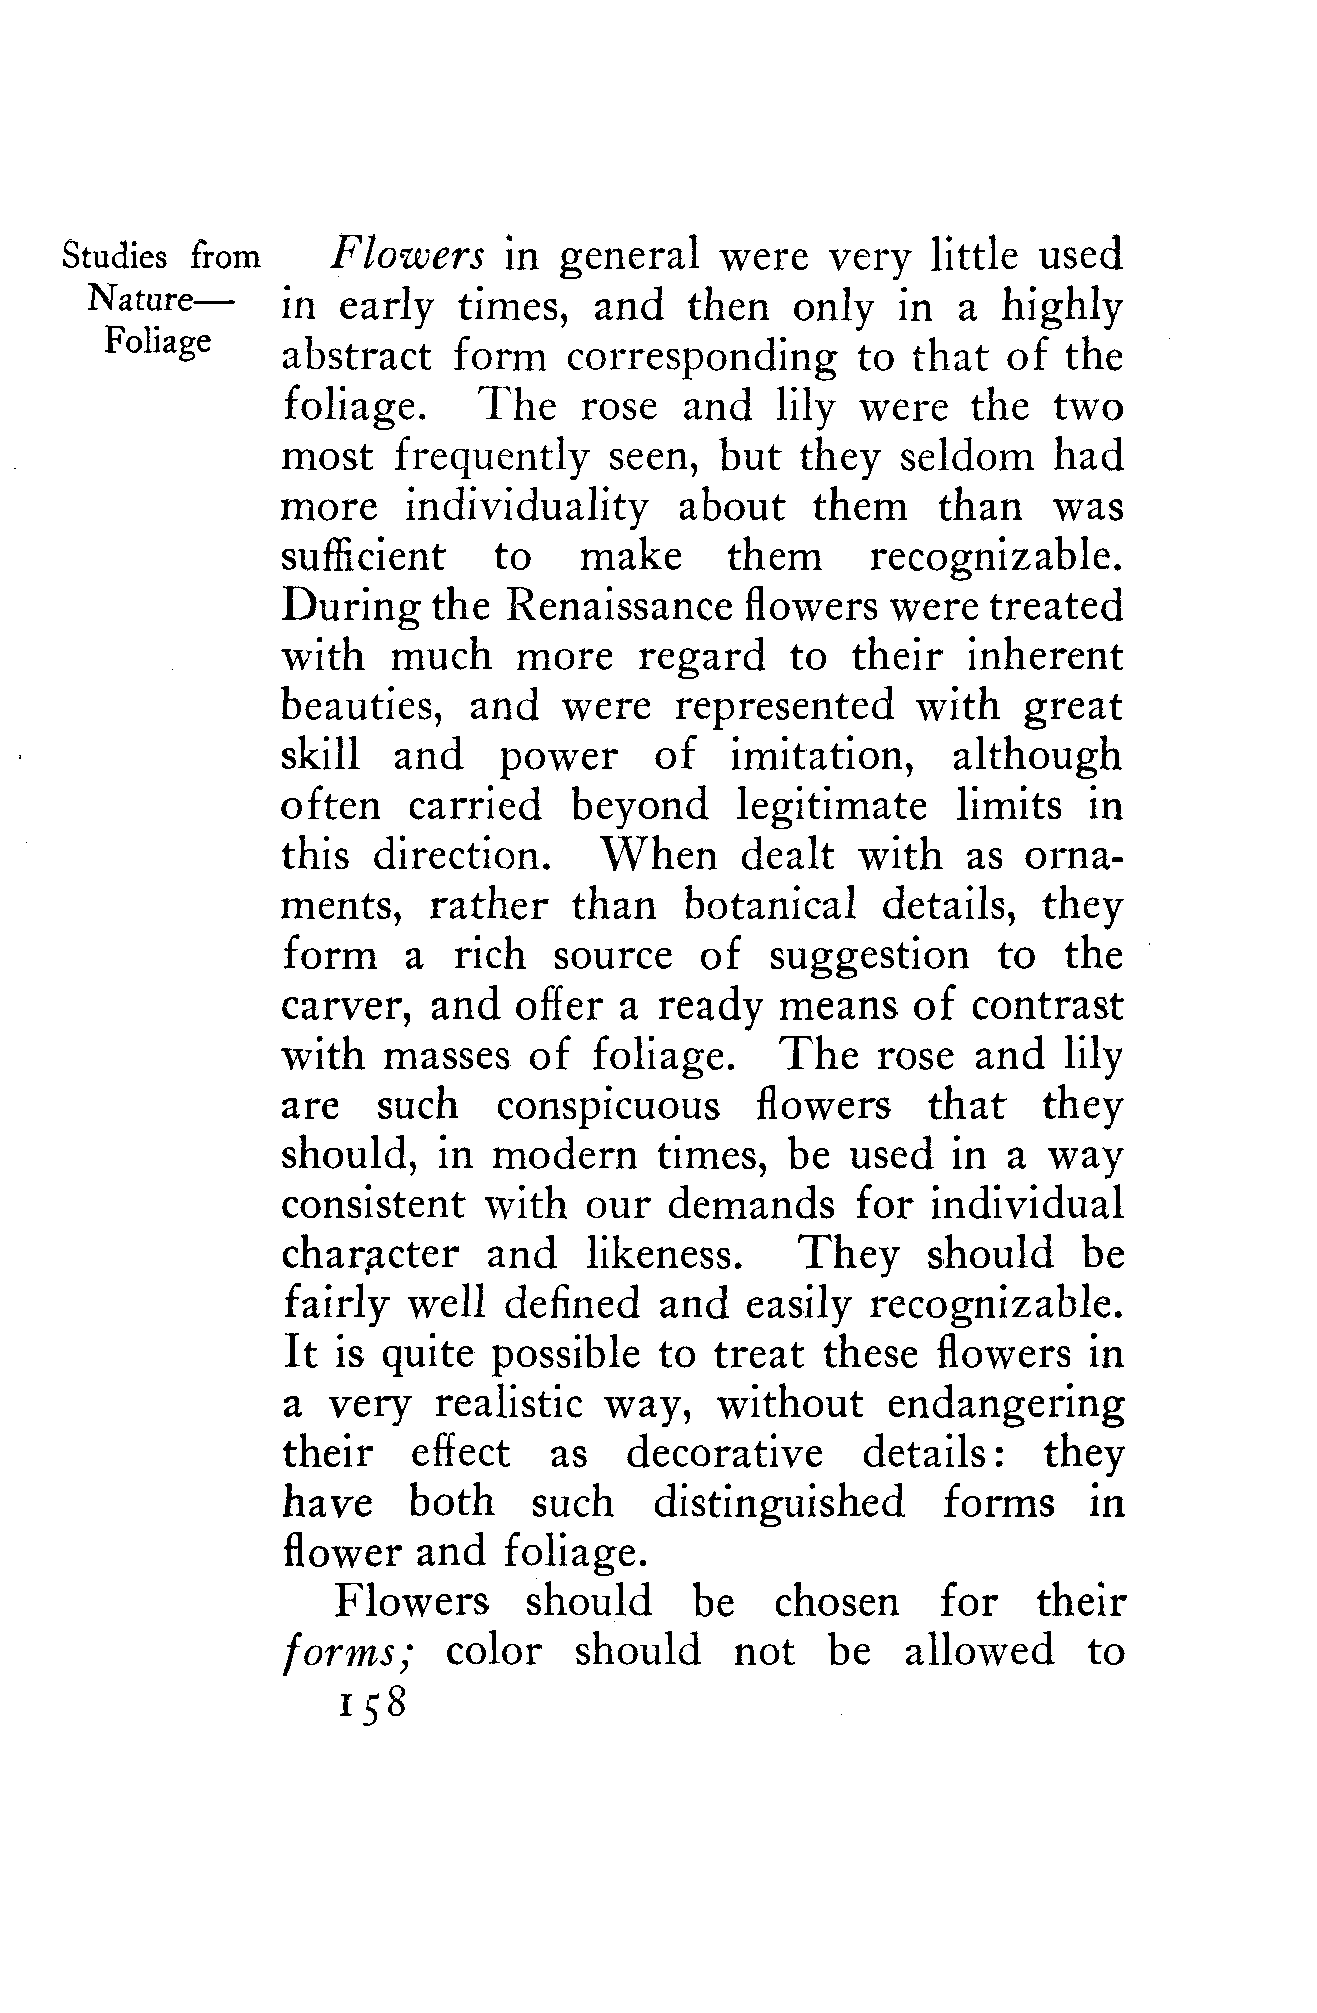 Studies from
Nature—
Foliage
Flowers in general were very little used
in early times, and then only in a highly
abstract form corresponding to that of the
foliage. The rose and lily were the two
most frequently seen, but they seldom had
more individuality about them than was
sufficient to make them recognizable.
During the Renaissance flowers were treated
with much more regard to their inherent
beauties, and were represented with great
skill and power of imitation, although
often carried beyond legitimate limits in
this direction. When dealt with as orna-
ments, rather than botanical details, they
form a rich source of suggestion to the
carver, and offer a ready means of contrast
with masses of foliage. The rose and lily
are such conspicuous flowers that they
should, in modern times, be used in a way
consistent with our demands for individual
character and likeness. They should be
fairly well defined and easily recognizable.
It is quite possible to treat these flowers in
a very realistic way, without endangering
their effect as decorative details: they
have both such distinguished forms in
flower and foliage.
Flowers should be chosen for their
forms; color should not be allowed to
158